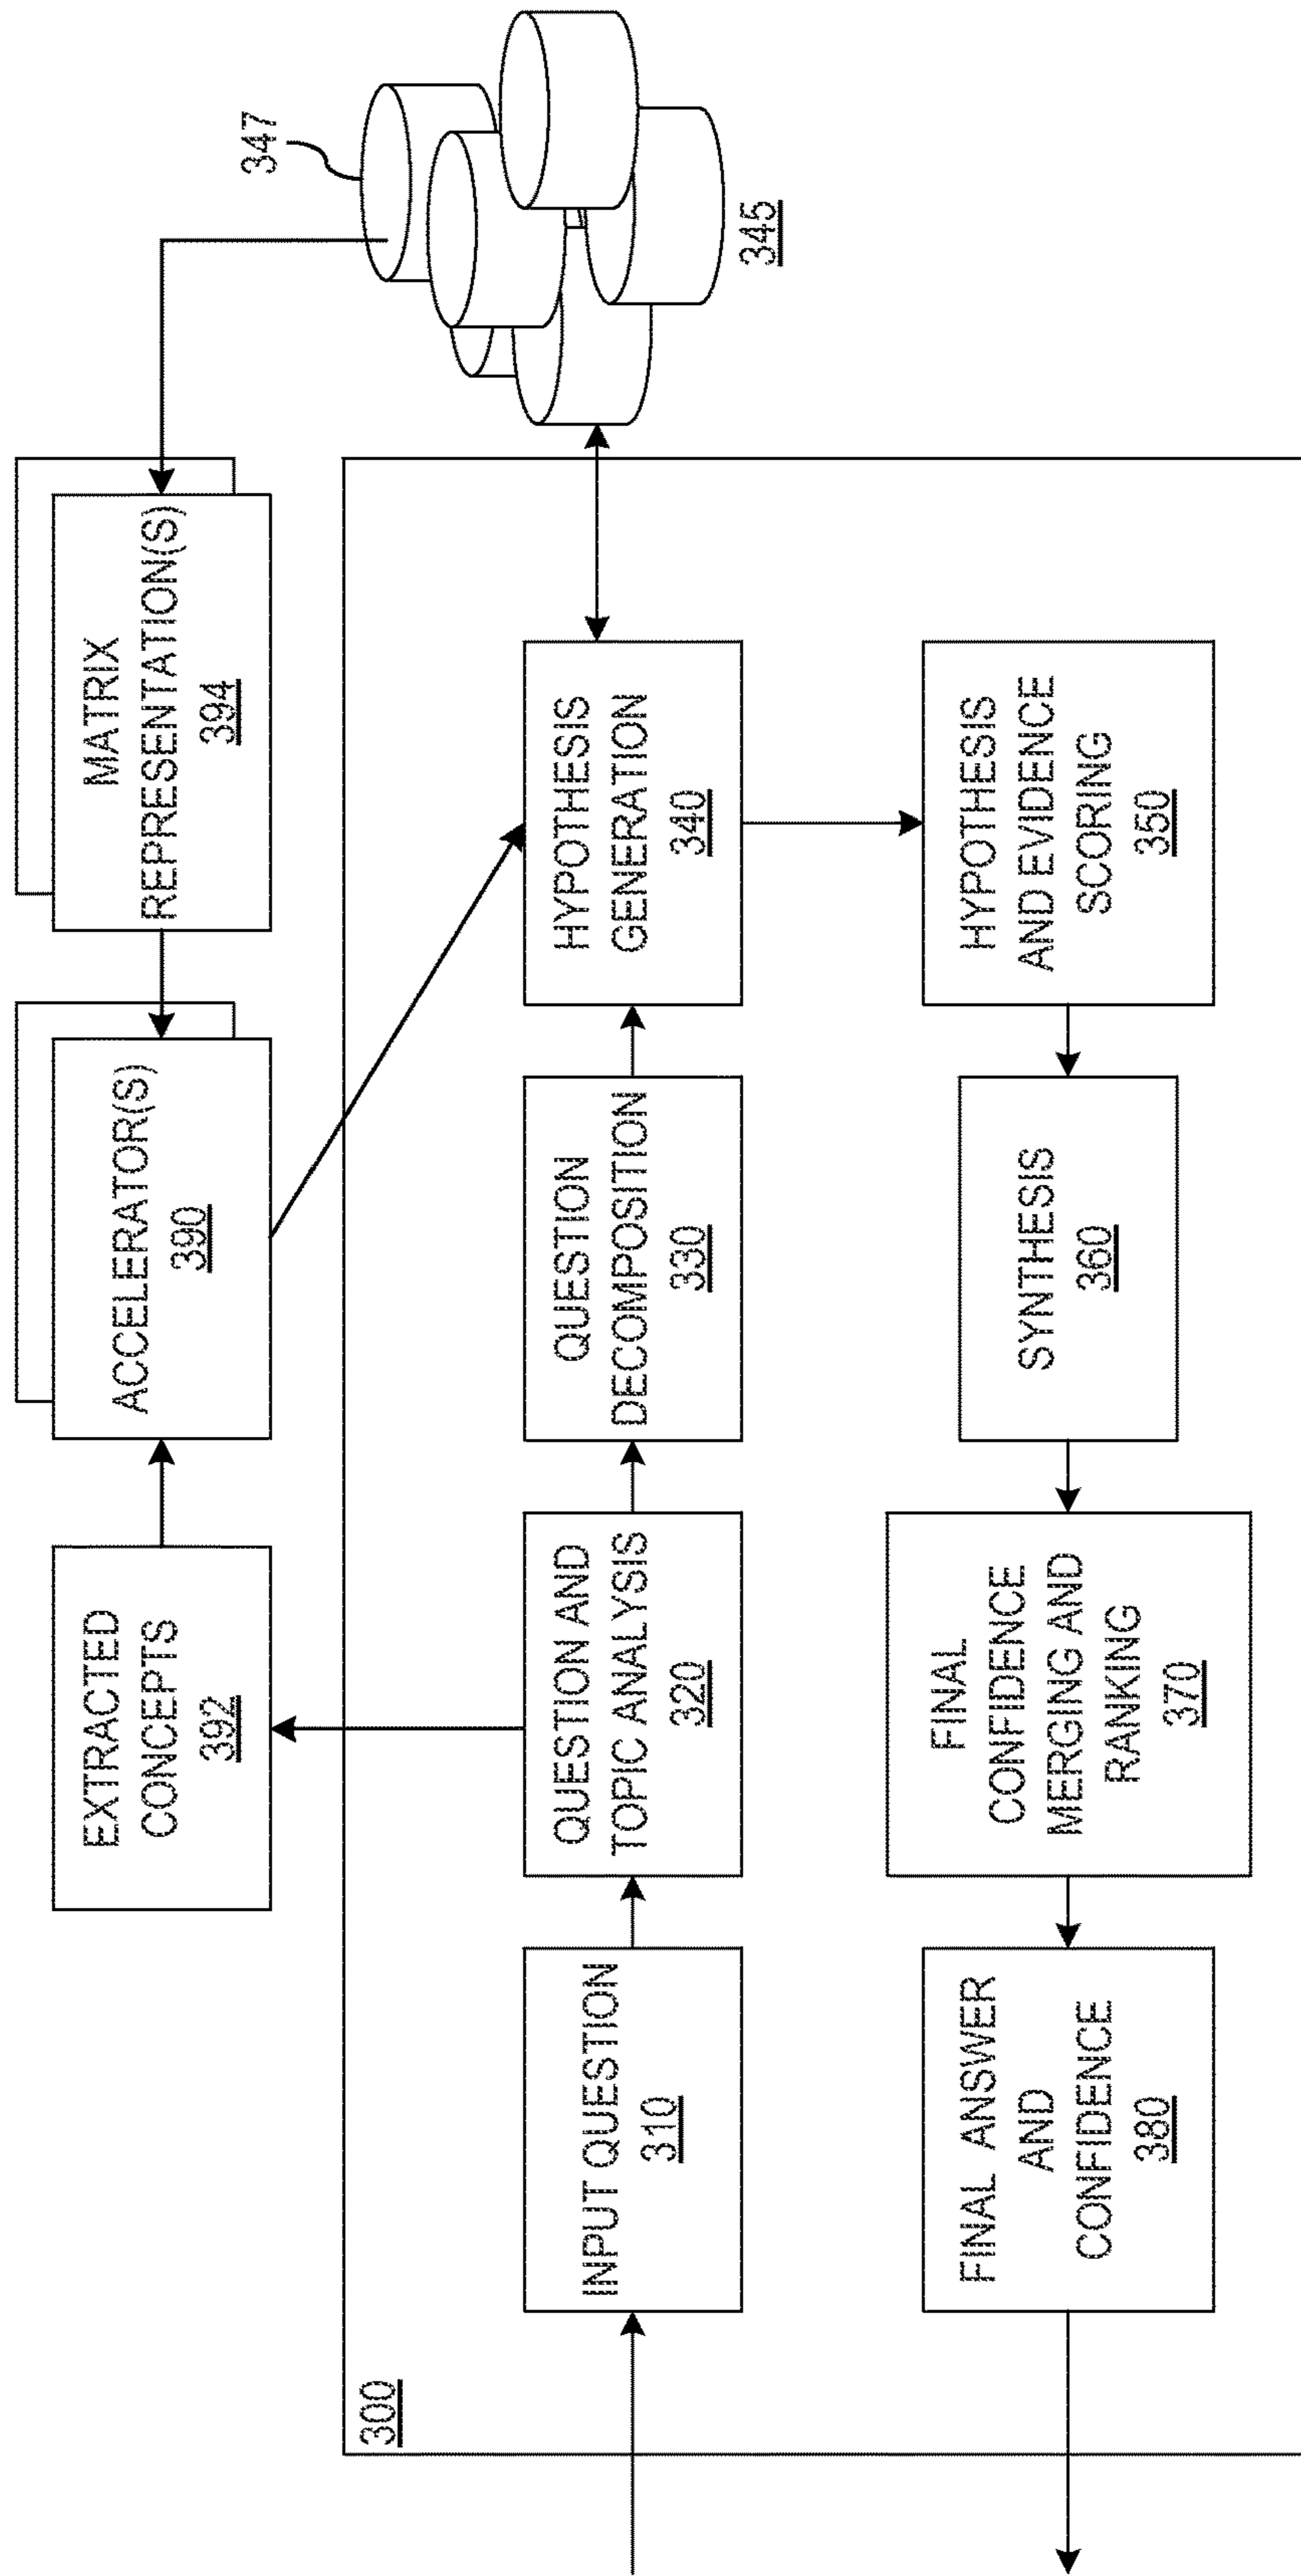 EXTRACTED
CONCEPTS
392
ACCELERATOR(S)
390
MATRIX
REPRESENTATION(S)
394
347
345
300
INPUT QUESTION
310
QUESTION AND
TOPIC ANALYSIS
320
QUESTION
DECOMPOSITION
330
HYPOTHESIS
GENERATION
340
FINAL ANSWER
AND
CONFIDENCE
380
FINAL
CONFIDENCE
MERGING AND
RANKING
370
SYNTHESIS
360
HYPOTHESIS
AND EVIDENCE
SCORING
350